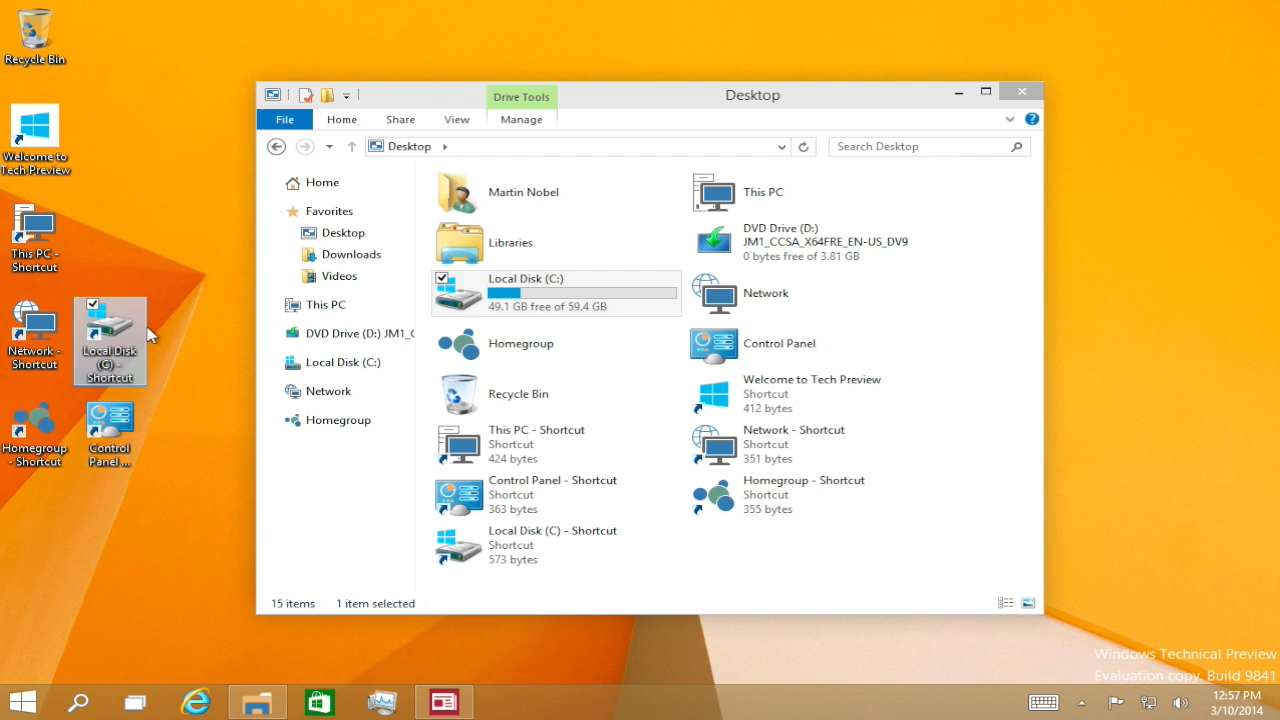 Recycle Bin
Welcome to
Tech Preview
This PC -
Shortcut
Network -
Shortcut
Local Disk
(C) -
Shortcut
Homegroup
- Shortcut
Control
Panel ...
Drive Tools
Desktop
File
Home
Share
View
Manage
Desktop
Search Desktop
Home
Favorites
Desktop
Downloads
Videos
This PC
DVD Drive (D:) JM1_C
Local Disk (C:)
Network
Homegroup
Martin Nobel
This PC
Libraries
DVD Drive (D:)
JM1_CCSA_X64FRE_EN-US_DV9
0 bytes free of 3.81 GB
Local Disk (C:)
49.1 GB free of 59.4 GB
Network
Homegroup
Control Panel
Recycle Bin
Welcome to Tech Preview
Shortcut
412 bytes
This PC - Shortcut
Shortcut
424 bytes
Network - Shortcut
Shortcut
351 bytes
Control Panel - Shortcut
Shortcut
363 bytes
Homegroup - Shortcut
Shortcut
355 bytes
Local Disk (C) - Shortcut
Shortcut
573 bytes
15 items
1 item selected
Windows Technical Preview
Evaluation copy. Build 9841
12:57 PM
3/10/2014